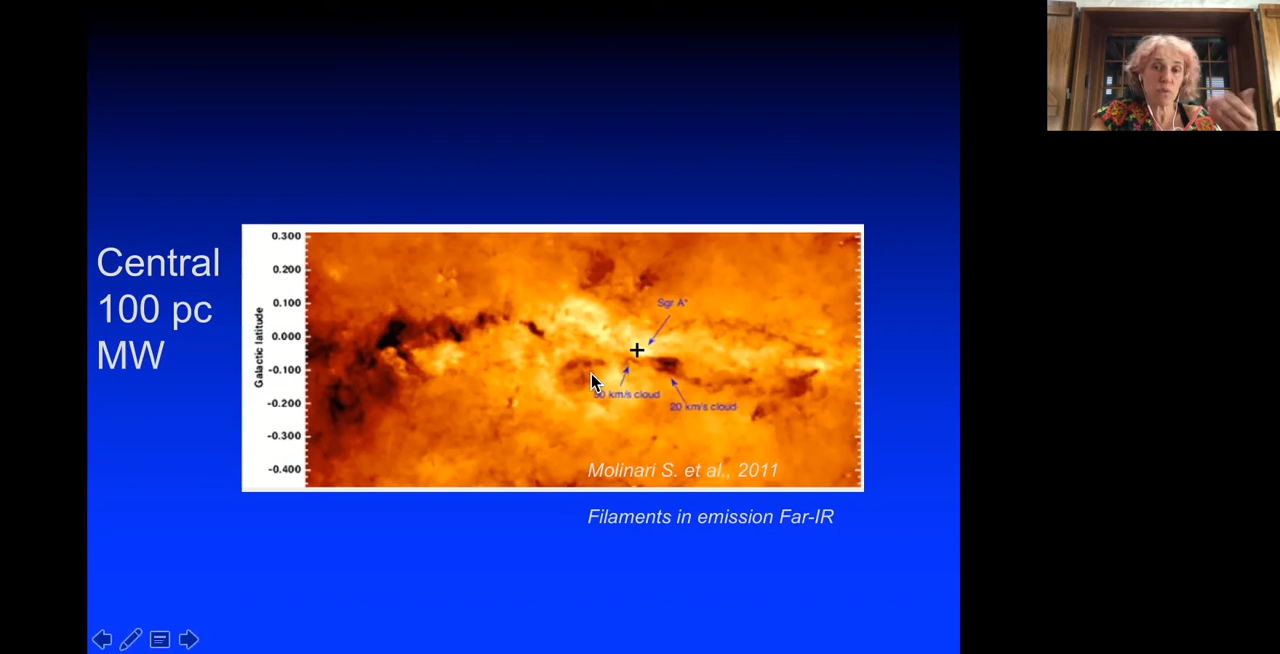 Central
100 pc
MW
Galactic latitude
0.300
0.200
0.100
0.000
-0.100
-0.200
-0.300
-0.400
Sgr A*
km/s cloud
20 km/s cloud
Molinari S. et al., 2011
Filaments in emission Far-IR